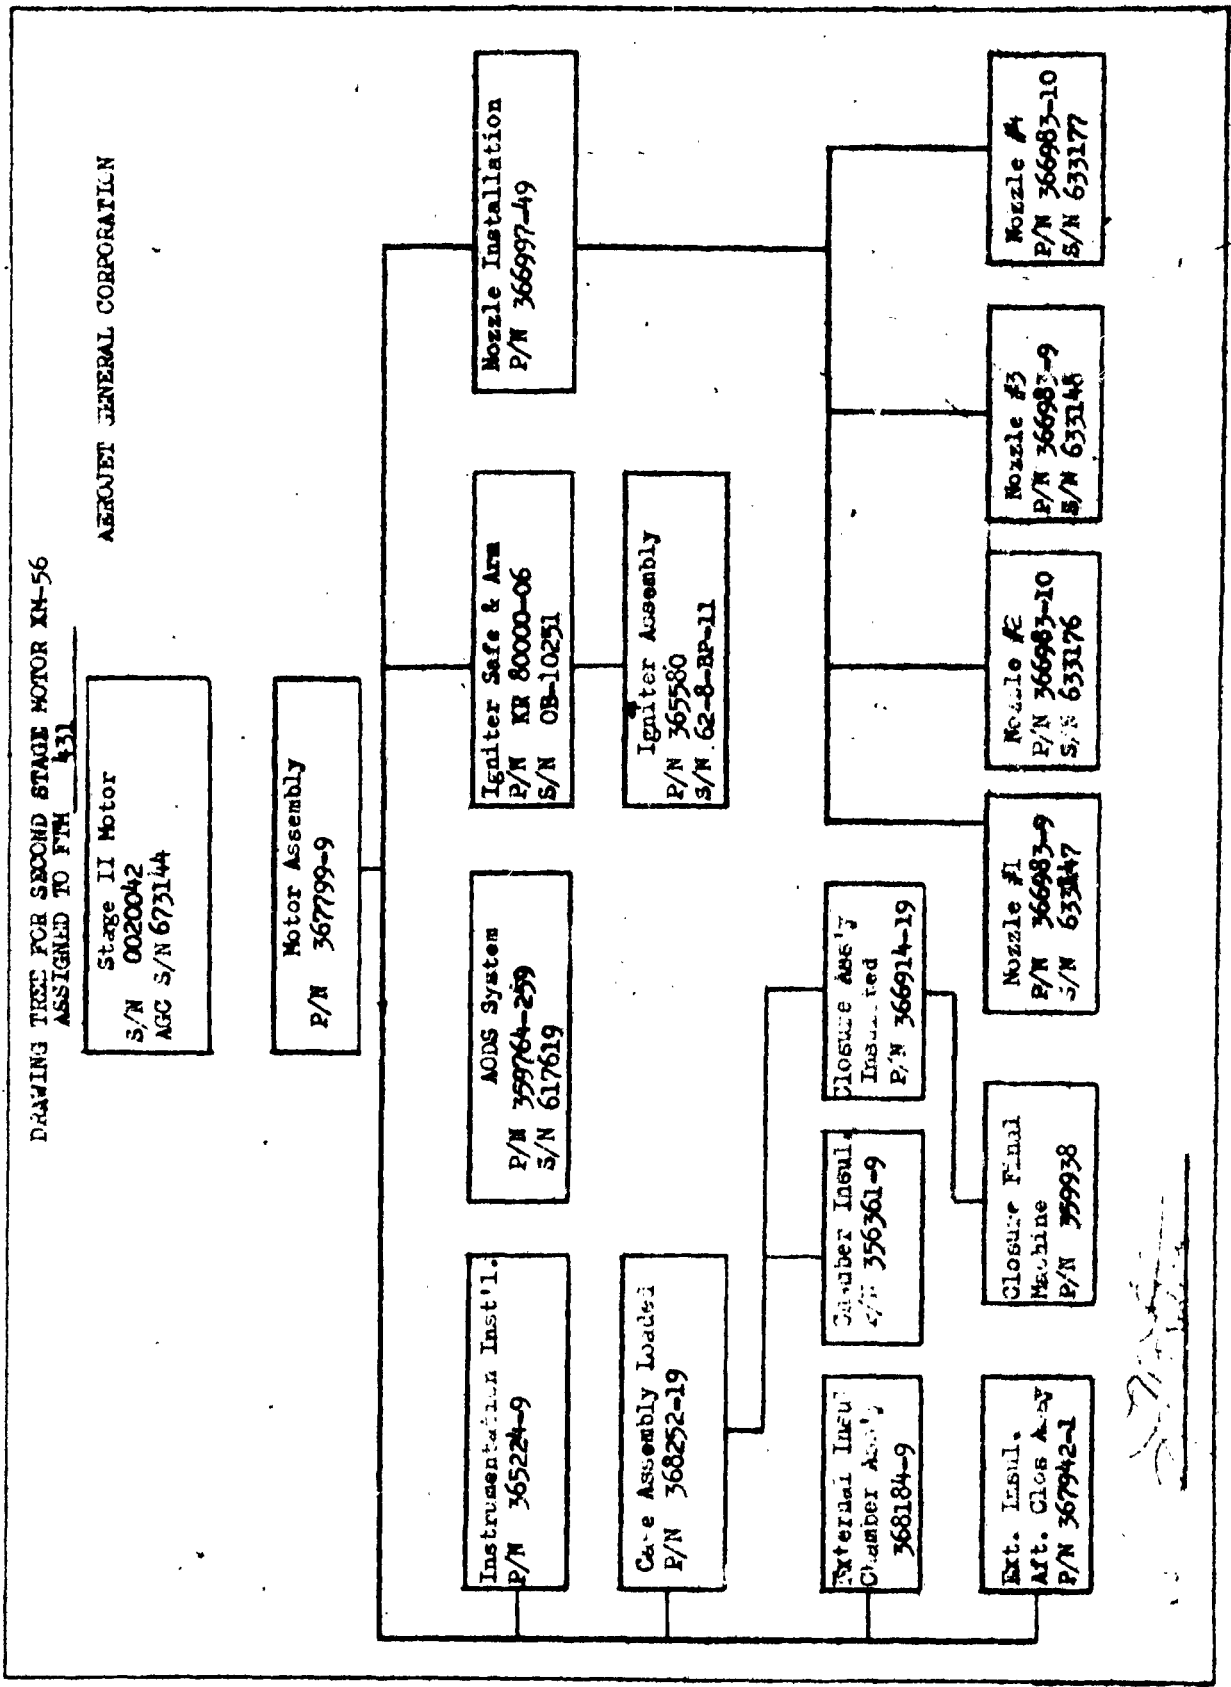 DRAWING TREE FOR SECOND STAGE MOTOR XM-56
ASSIGNED TO FTM 431
AEROJET GENERAL CORPORATION
Stage II Motor
S/N 0020042
AGC S/N 673144
Motor Assembly
P/N 367799-9
Instrumentation Inst'l.
P/N 365224-9
AODS System
P/N 359764-259
S/N 617619
Igniter Safe & Arm
P/N KR 80000-06
S/N OB-10251
Nozzle Installation
P/N 366997-49
Case Assembly Loaded
P/N 368252-19
Igniter Assembly
P/N 365580
S/N 62-8-BP-11
External Insul
Chamber Ass'y
368184-9
Chamber Insul.
P/N 356361-9
Closure Ass'y
Insulated
P/N 366914-19
Ext. Insul.
Aft. Clos Assy
P/N 367942-1
Closure Final
Machine
P/N 359938
Nozzle #1
P/N 366983-9
S/N
Nozzle #2
P/N 366983-10
S/N 633176
Nozzle #3
P/N 366983-9
S/N 633148
Nozzle #4
P/N 366983-10
S/N 633177